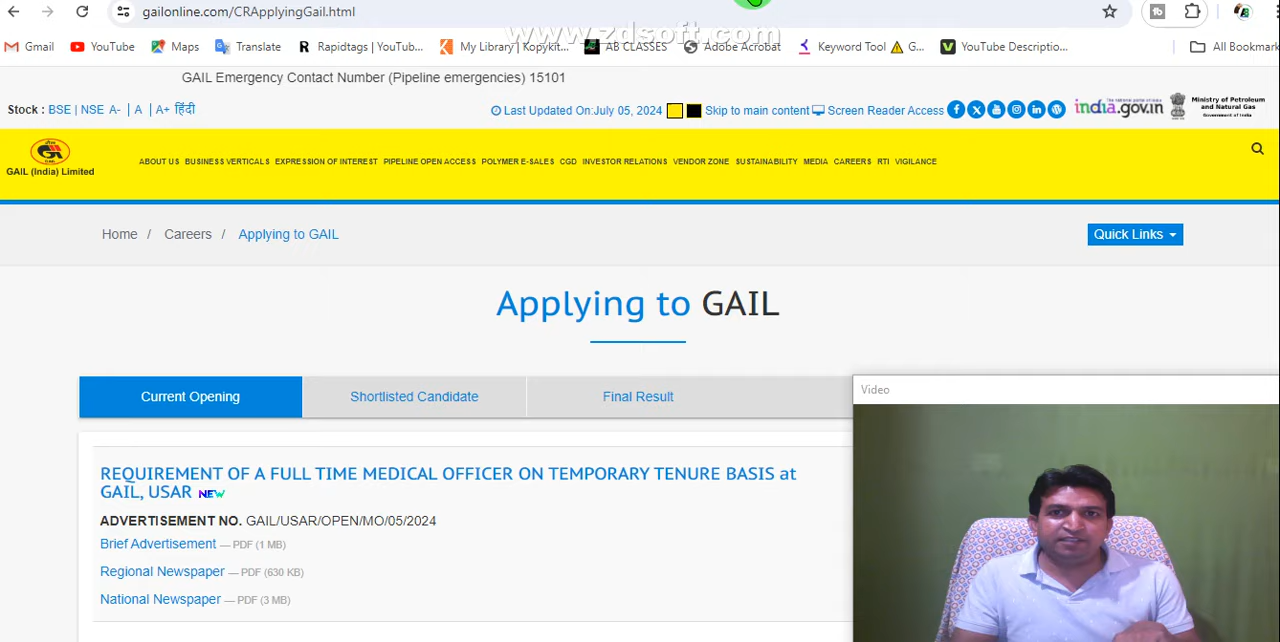 gailonline.com/CRApplyingGail.html
www.zdsoft.com
Gmail YouTube Maps Translate Rapidtags | YouTub... My Library | Kopykit... AB CLASSES Adobe Acrobat Keyword Tool G... YouTube Descriptio... All Bookmark
GAIL Emergency Contact Number (Pipeline emergencies) 15101
Stock : BSE | NSE A- | A | A+ हिंदी
Last Updated On:July 05, 2024 Skip to main content Screen Reader Access india.gov.in Ministry of Petroleum
and Natural Gas
Government of India
GAIL (India) Limited
ABOUT US BUSINESS VERTICALS EXPRESSION OF INTEREST PIPELINE OPEN ACCESS POLYMER E-SALES CGD INVESTOR RELATIONS VENDOR ZONE SUSTAINABILITY MEDIA CAREERS RTI VIGILANCE
Home / Careers / Applying to GAIL
Quick Links
Applying to GAIL
Current Opening Shortlisted Candidate Final Result
Video
REQUIREMENT OF A FULL TIME MEDICAL OFFICER ON TEMPORARY TENURE BASIS at
GAIL, USAR NEW
ADVERTISEMENT NO. GAIL/USAR/OPEN/MO/05/2024
Brief Advertisement — PDF (1 MB)
Regional Newspaper — PDF (630 KB)
National Newspaper — PDF (3 MB)